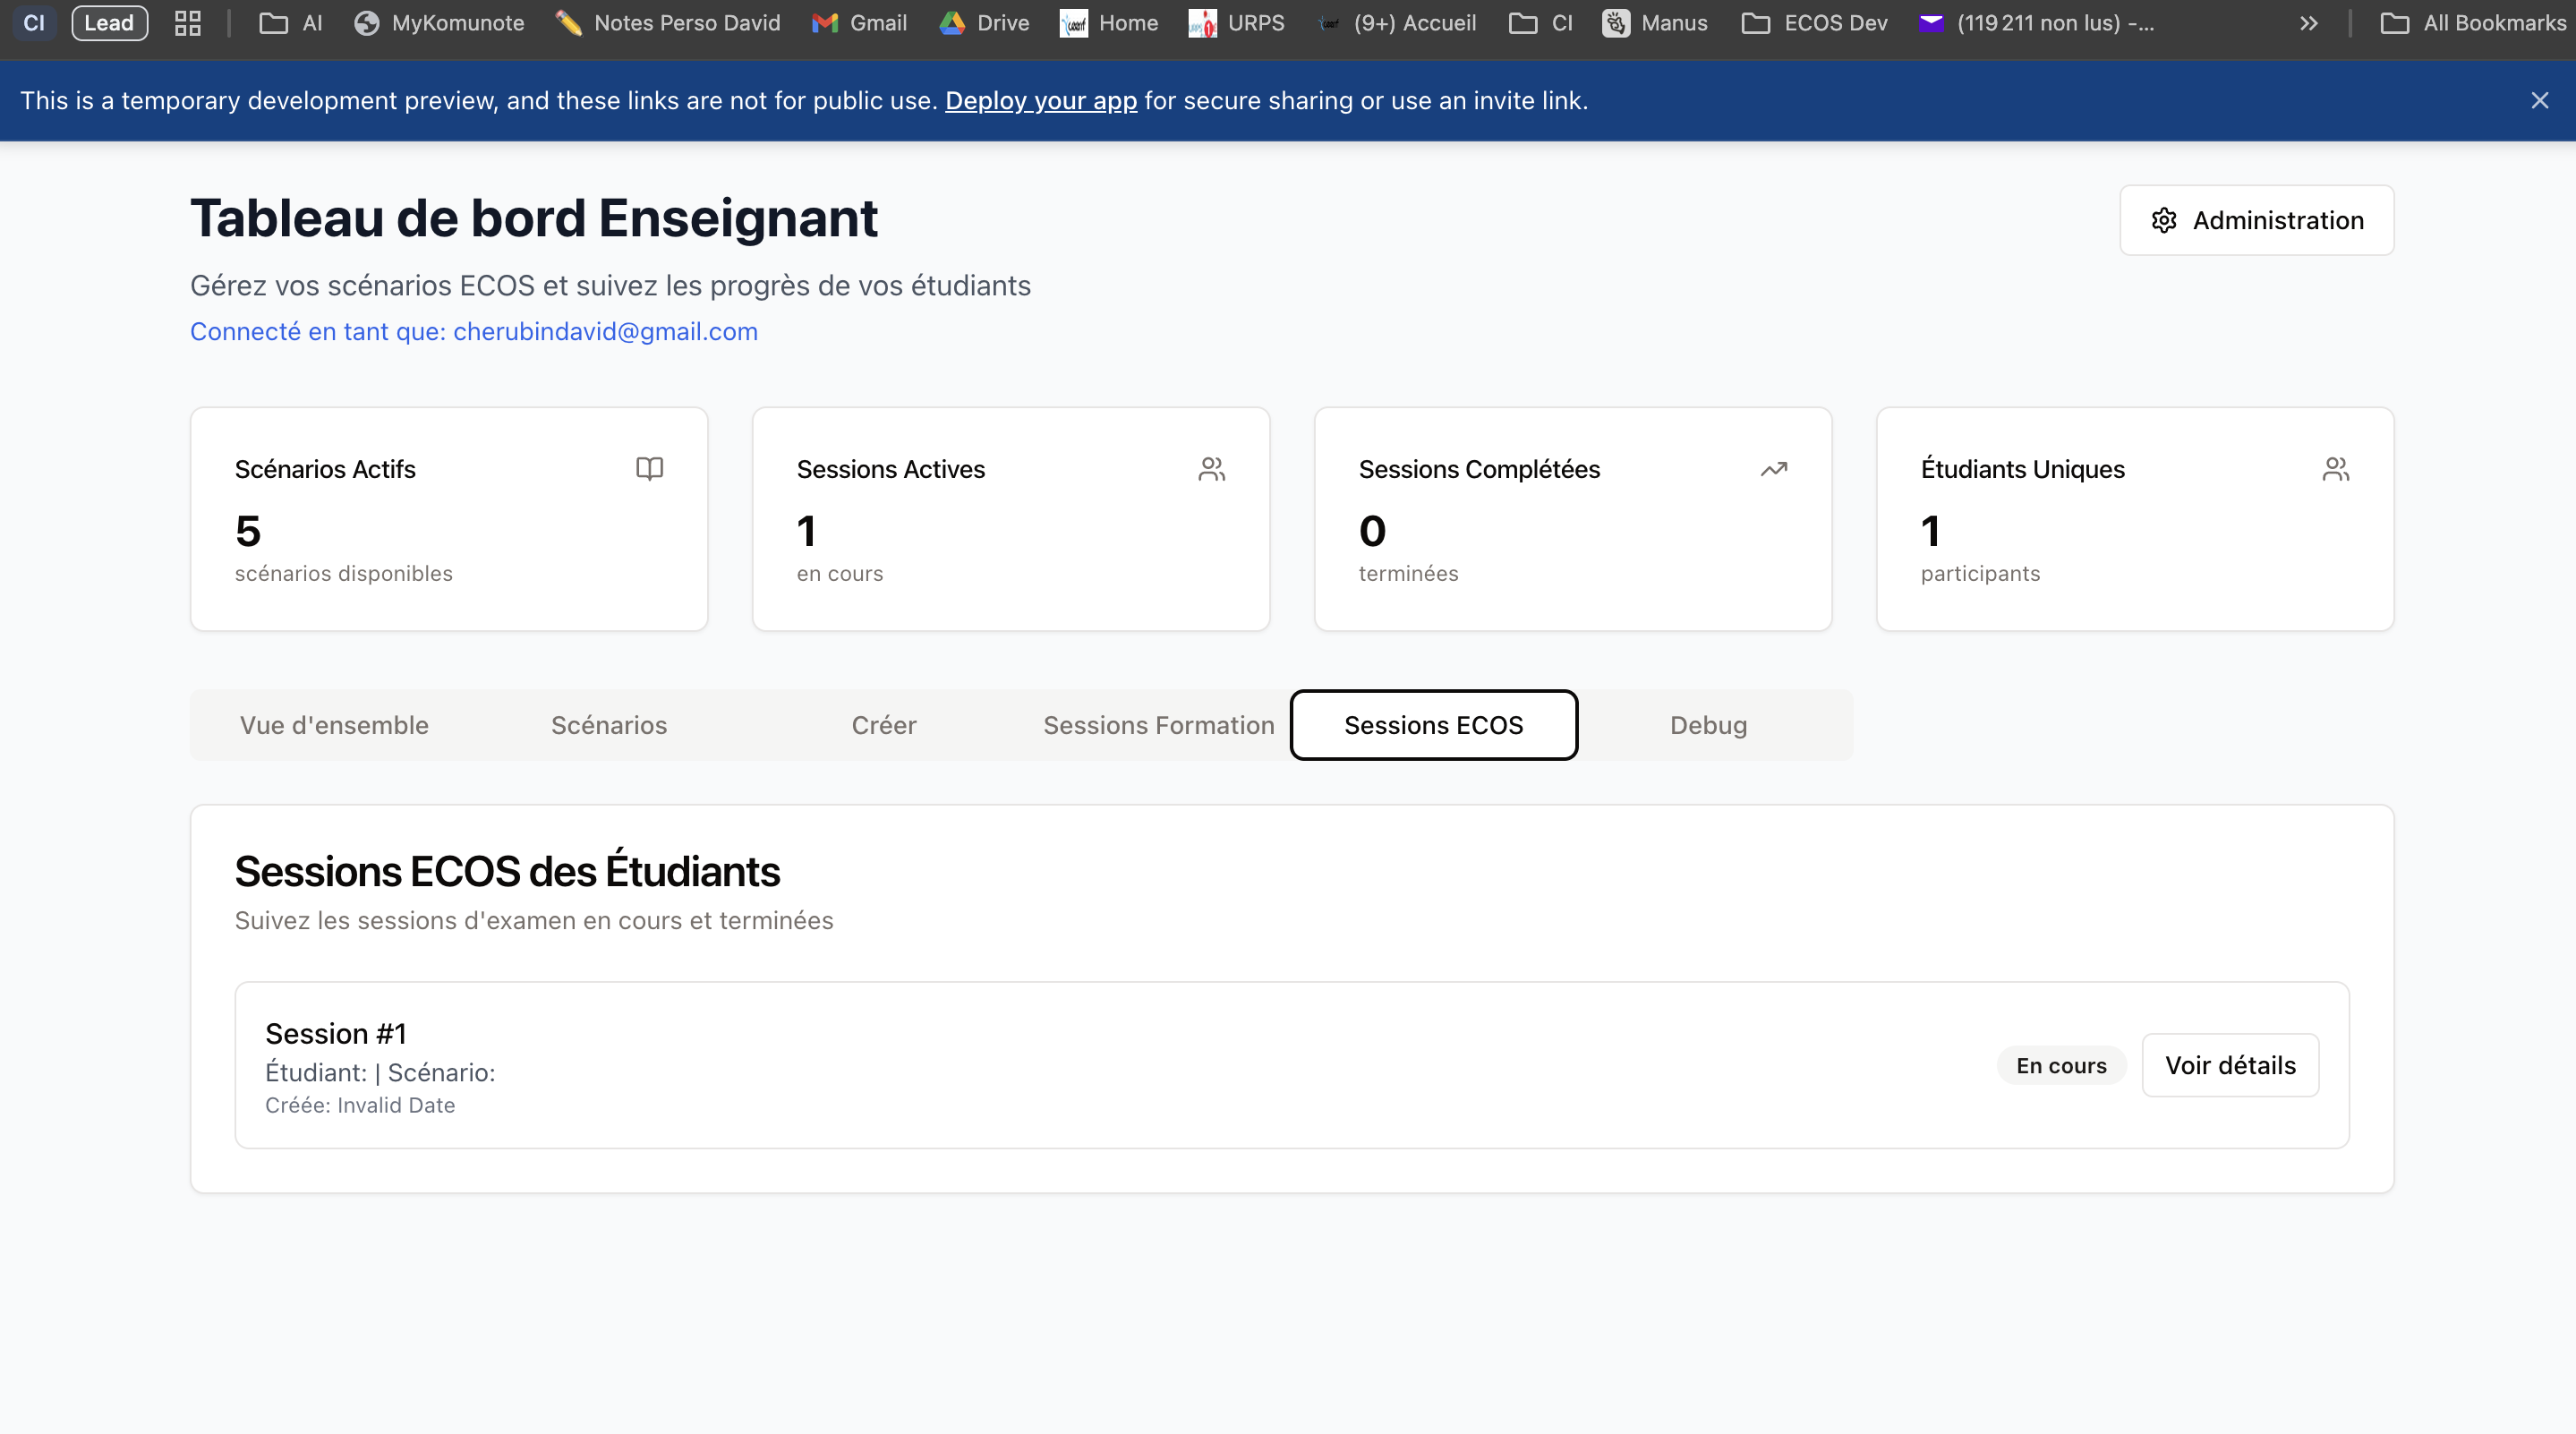 CI Lead AI MyKomunote Notes Perso David Gmail Drive Home URPS (9+) Accueil CI Manus ECOS Dev (119 211 non lus) -... » All Bookmarks
This is a temporary development preview, and these links are not for public use. Deploy your app for secure sharing or use an invite link.
Tableau de bord Enseignant
Administration
Gérez vos scénarios ECOS et suivez les progrès de vos étudiants
Connecté en tant que: cherubindavid@gmail.com
Scénarios Actifs
5
scénarios disponibles
Sessions Actives
1
en cours
Sessions Complétées
0
terminées
Étudiants Uniques
1
participants
Vue d'ensemble Scénarios Créer Sessions Formation Sessions ECOS Debug
Sessions ECOS des Étudiants
Suivez les sessions d'examen en cours et terminées
Session #1
Étudiant: | Scénario:
Créée: Invalid Date
En cours Voir détails